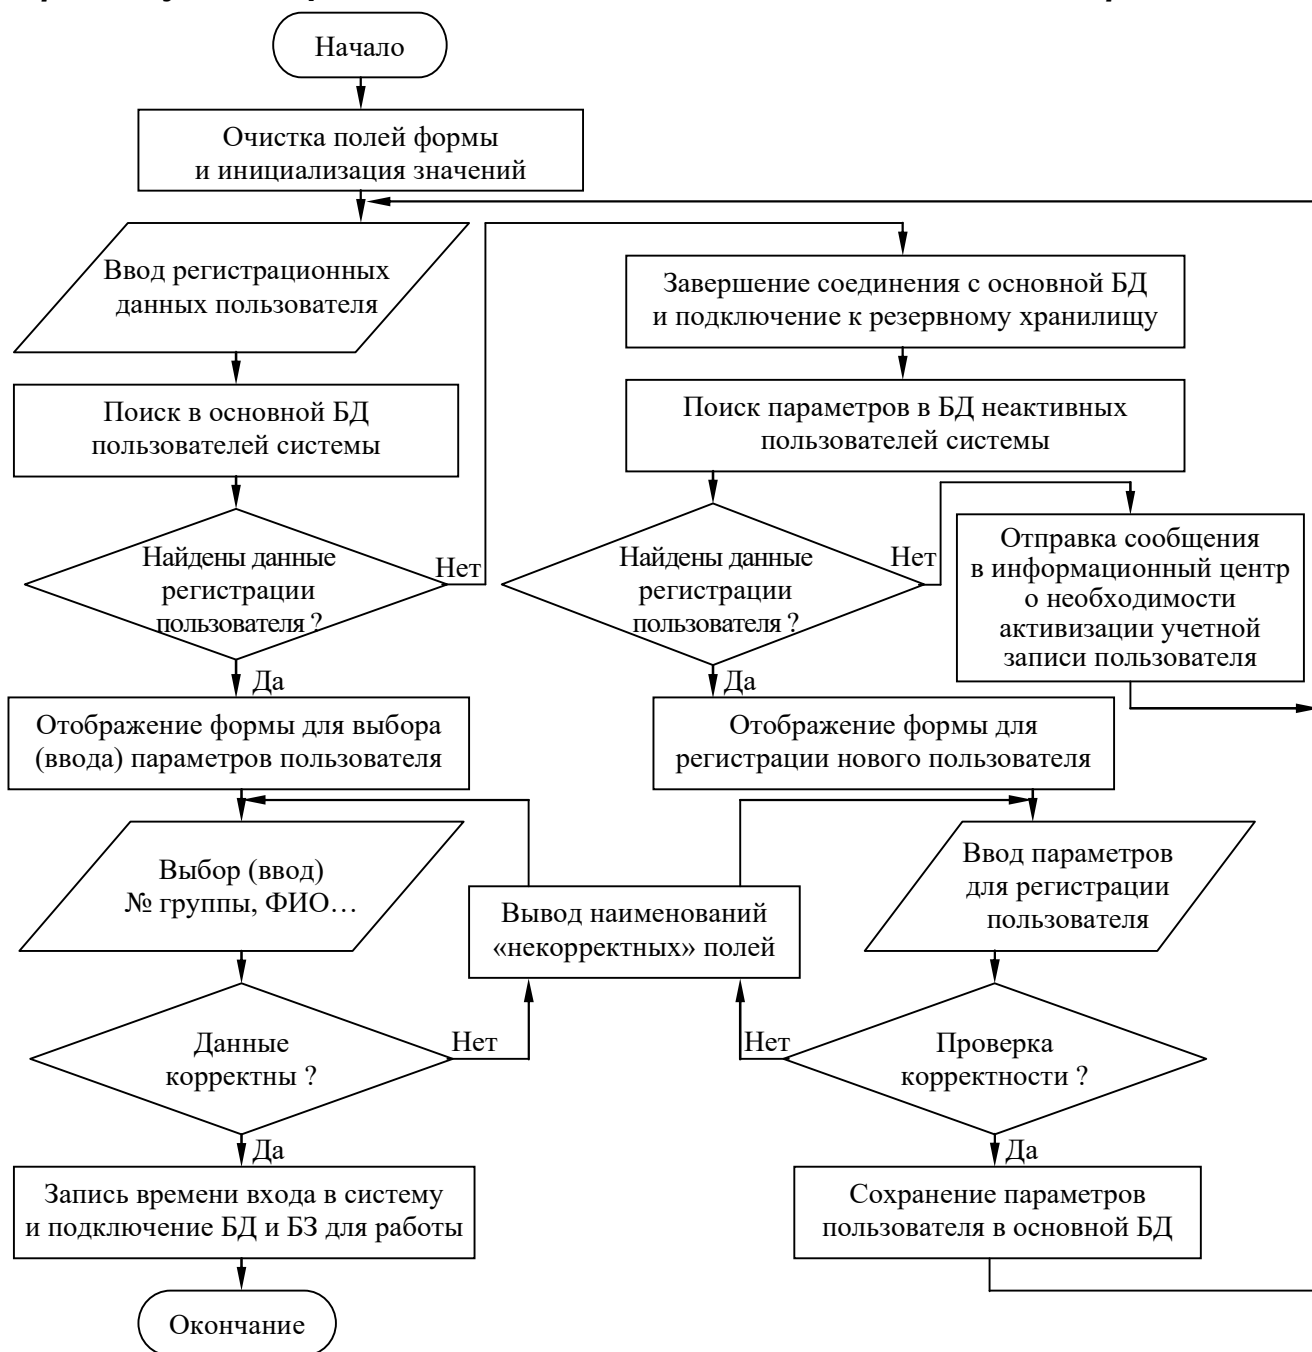 Начало
Очистка полей формы
и инициализация значений
Ввод регистрационных
данных пользователя
Завершение соединения с основной БД
и подключение к резервному хранилищу
Поиск в основной БД
пользователей системы
Поиск параметров в БД неактивных
пользователей системы
Найдены данные
регистрации
пользователя ?
Нет
Найдены данные
регистрации
пользователя ?
Нет
Отправка сообщения
в информационный центр
о необходимости
активизации учетной
записи пользователя
Да
Да
Отображение формы для выбора
(ввода) параметров пользователя
Отображение формы для
регистрации нового пользователя
Выбор (ввод)
№ группы, ФИО…
Вывод наименований
«некорректных» полей
Ввод параметров
для регистрации
пользователя
Данные
корректны ?
Нет
Нет
Проверка
корректности ?
Да
Да
Запись времени входа в систему
и подключение БД и БЗ для работы
Сохранение параметров
пользователя в основной БД
Окончание